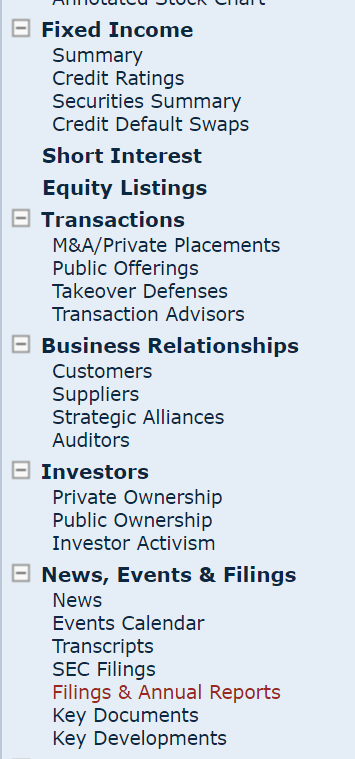 Annotated Stock Chart
Fixed Income
Summary
Credit Ratings
Securities Summary
Credit Default Swaps
Short Interest
Equity Listings
Transactions
M&A/Private Placements
Public Offerings
Takeover Defenses
Transaction Advisors
Business Relationships
Customers
Suppliers
Strategic Alliances
Auditors
Investors
Private Ownership
Public Ownership
Investor Activism
News, Events & Filings
News
Events Calendar
Transcripts
SEC Filings
Filings & Annual Reports
Key Documents
Key Developments